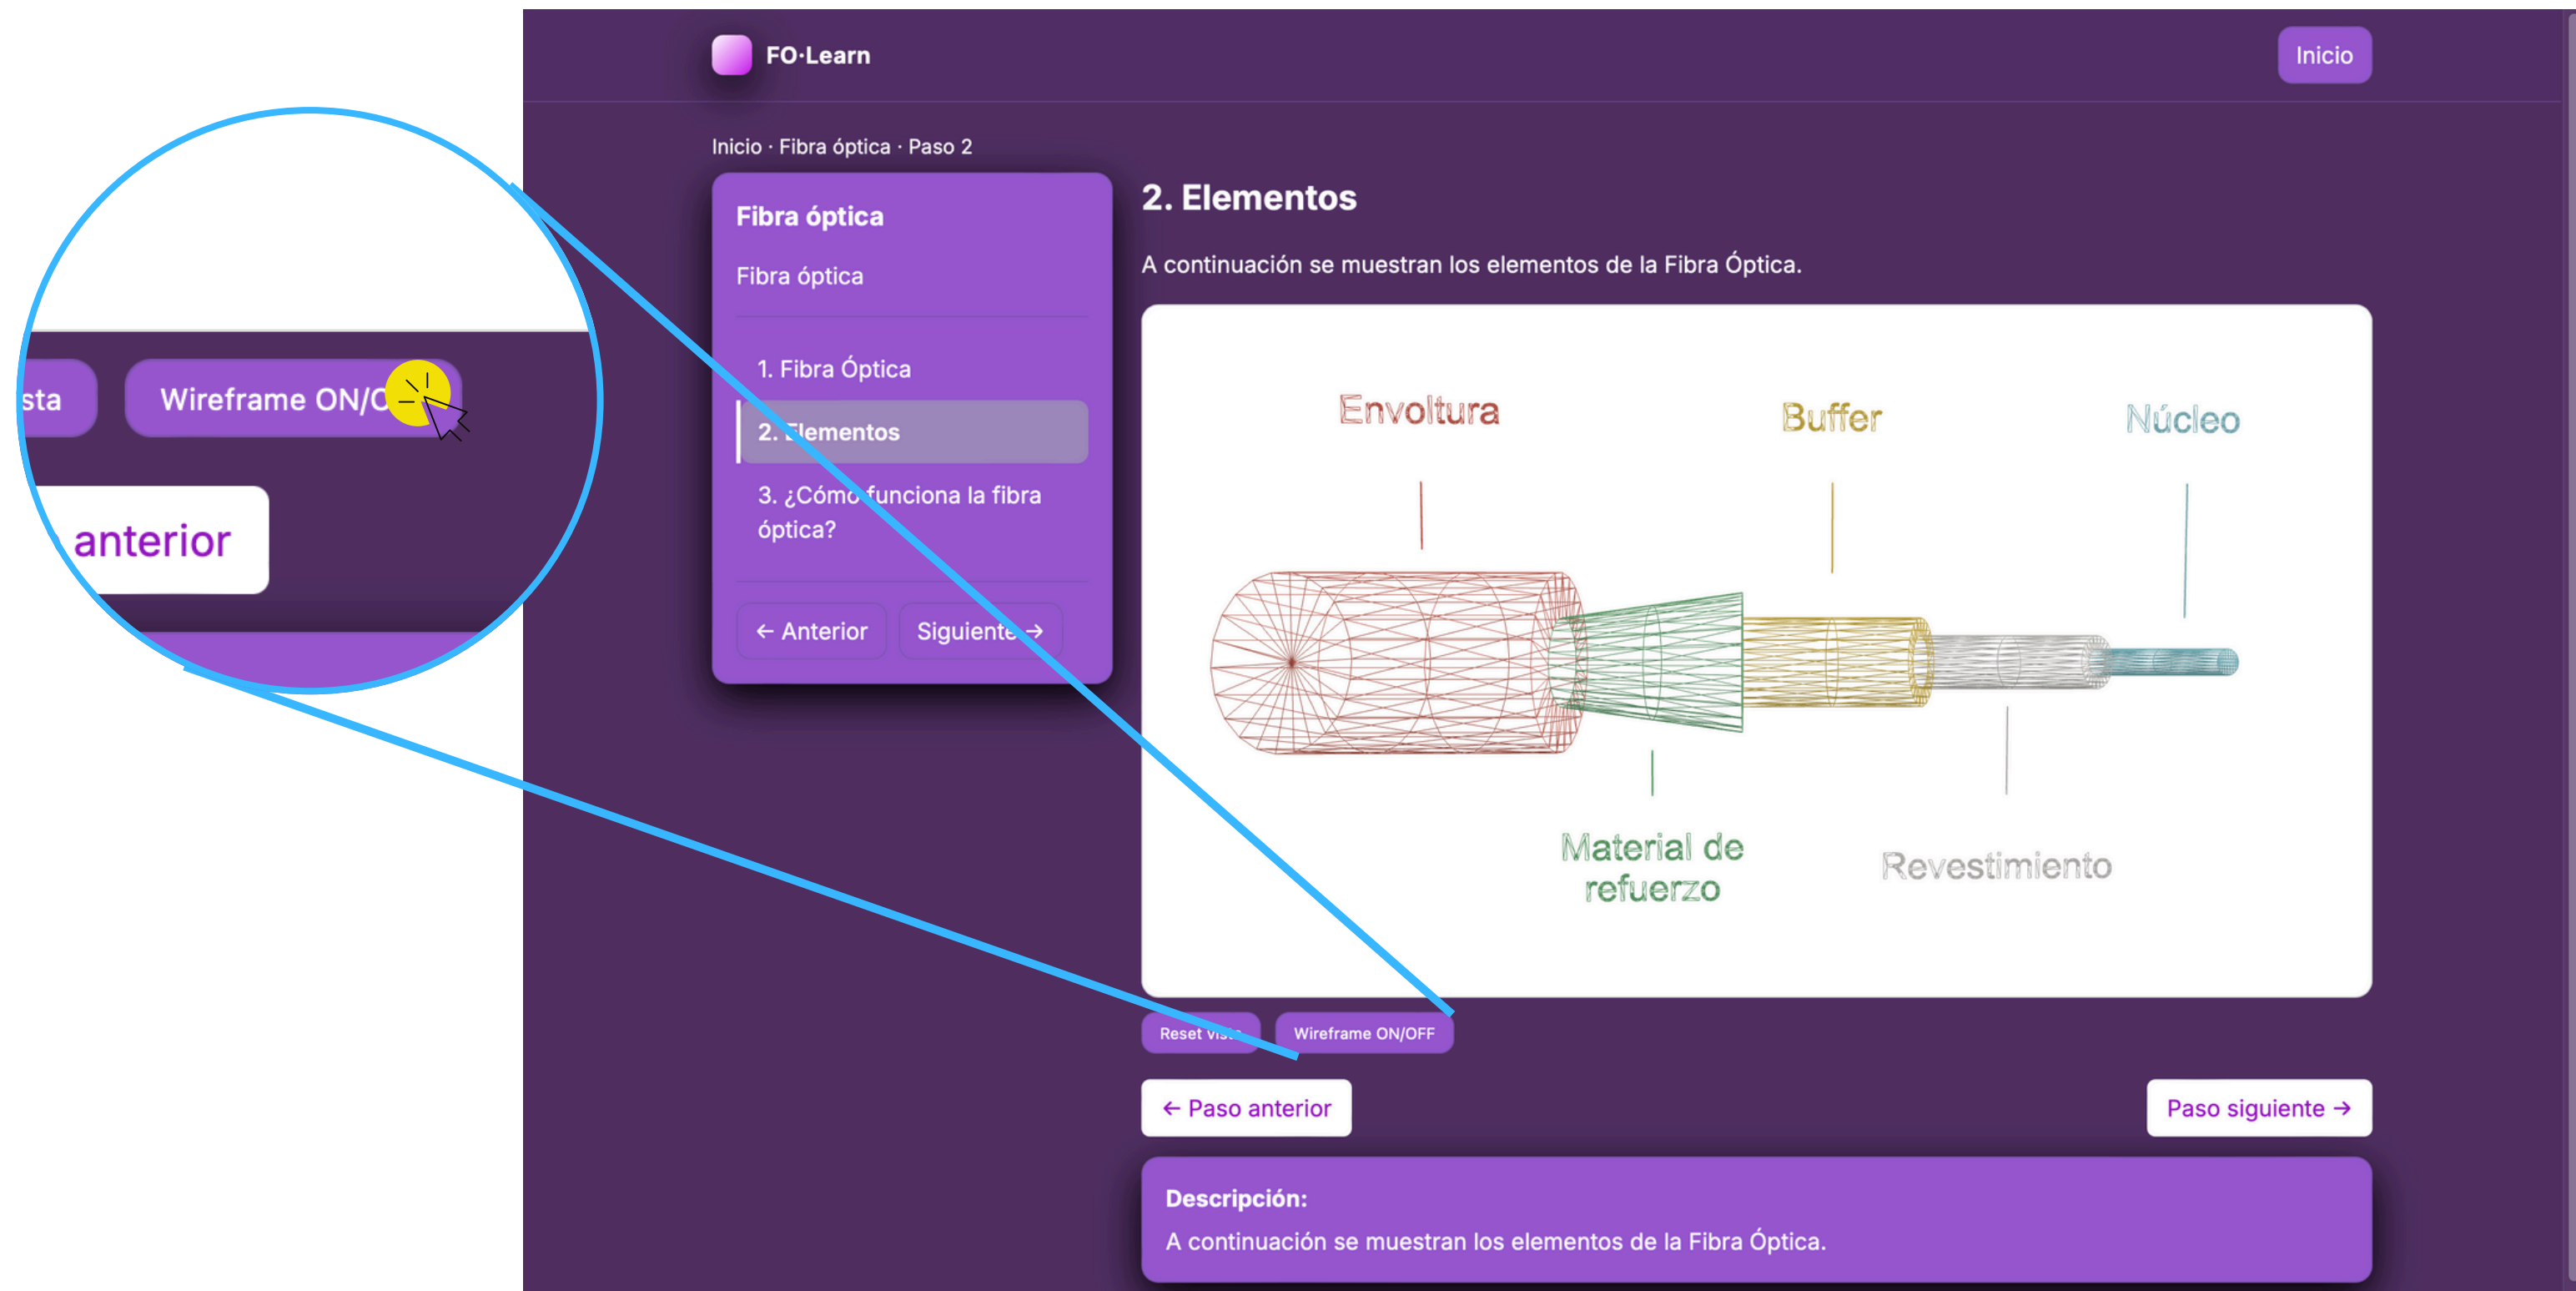 FO·Learn
Inicio
Inicio · Fibra óptica · Paso 2
Fibra óptica
Fibra óptica
1. Fibra Óptica
2. Elementos
3. ¿Cómo funciona la fibra
óptica?
← Anterior
Siguiente →
2. Elementos
A continuación se muestran los elementos de la Fibra Óptica.
Envoltura
Buffer
Núcleo
Material de
refuerzo
Revestimiento
Reset vista
Wireframe ON/OFF
← Paso anterior
Paso siguiente →
Descripción:
A continuación se muestran los elementos de la Fibra Óptica.
sta
Wireframe ON/O
anterior